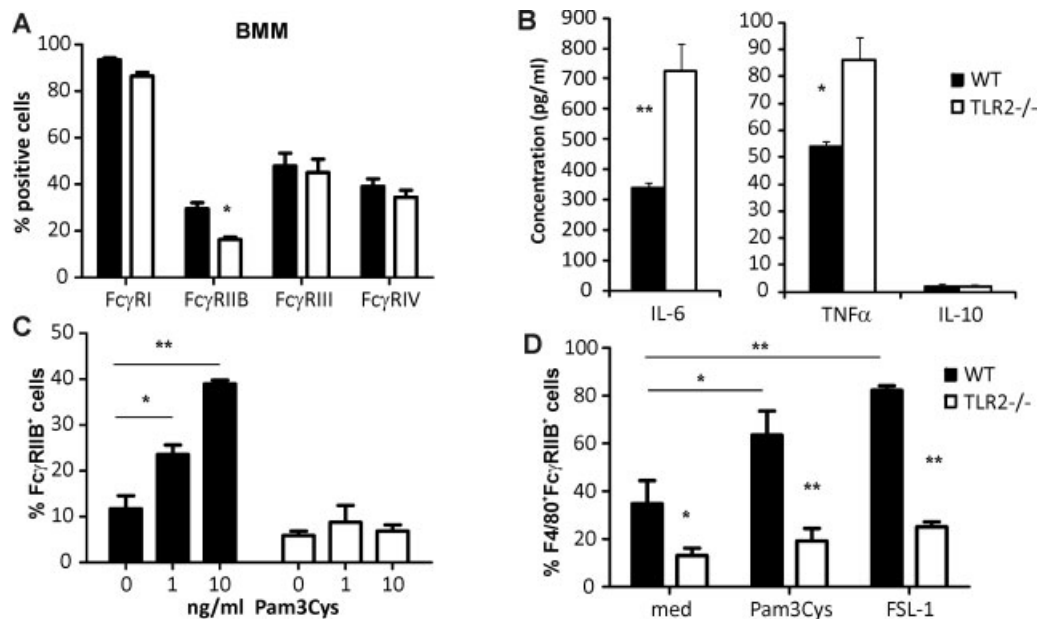 A
BMM
% positive cells
100
80
60
40
20
0
*
FcγRI FcγRIIB FcγRIII FcγRIV
B
Concentration (pg/ml)
900
800
700
600
500
400
300
200
100
0
**
IL-6
100
90
80
70
60
50
40
30
20
10
0
*
TNFα IL-10
WT
TLR2-/-
C
% FcγRIIB⁺ cells
50
40
30
20
10
0
**
*
0 1 10 0 1 10
ng/ml Pam3Cys
D
% F4/80⁺FcγRIIB⁺ cells
100
80
60
40
20
0
**
*
*
**
**
med Pam3Cys FSL-1
WT
TLR2-/-